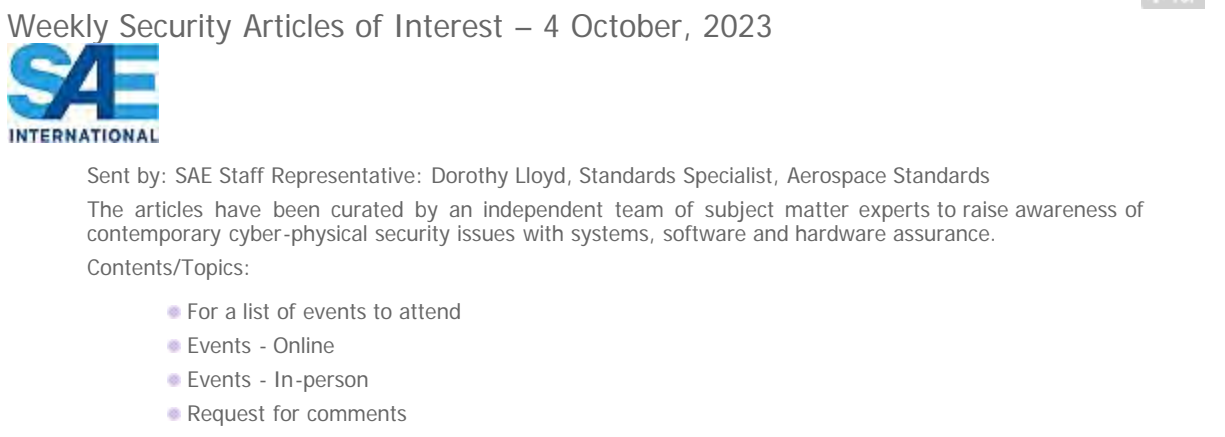 Weekly Security Articles of Interest – 4 October, 2023
SAE
INTERNATIONAL
Sent by: SAE Staff Representative: Dorothy Lloyd, Standards Specialist, Aerospace Standards
The articles have been curated by an independent team of subject matter experts to raise awareness of
contemporary cyber-physical security issues with systems, software and hardware assurance.
Contents/Topics:
For a list of events to attend
Events - Online
Events - In-person
Request for comments